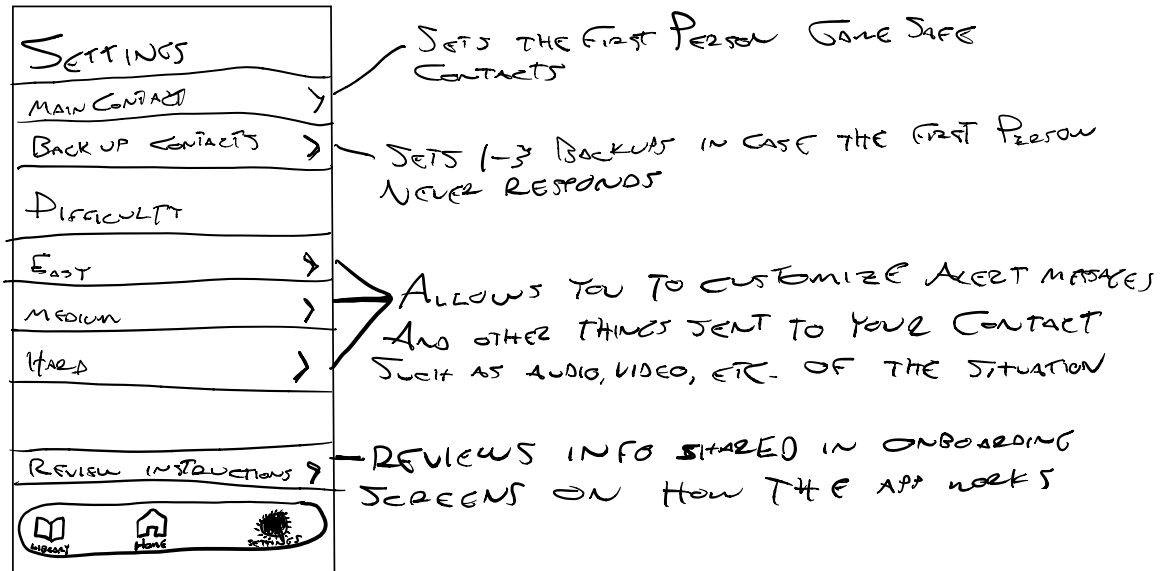 SETTINGS
MAIN CONTACT
BACK UP CONTACTS
DIFFICULTY
EASY
MEDIUM
HARD
REVIEW INSTRUCTIONS
LIBRARY
HOME
SETTINGS
SETS THE FIRST PERSON GAME SAFE
CONTACTS
SETS 1-3 BACKUPS IN CASE THE FIRST PERSON
NEVER RESPONDS
ALLOWS YOU TO CUSTOMIZE ALERT MESSAGES
AND OTHER THINGS SENT TO YOUR CONTACT
SUCH AS AUDIO, VIDEO, ETC. OF THE SITUATION
REVIEWS INFO SHARED IN ONBOARDING
SCREENS ON HOW THE APP WORKS